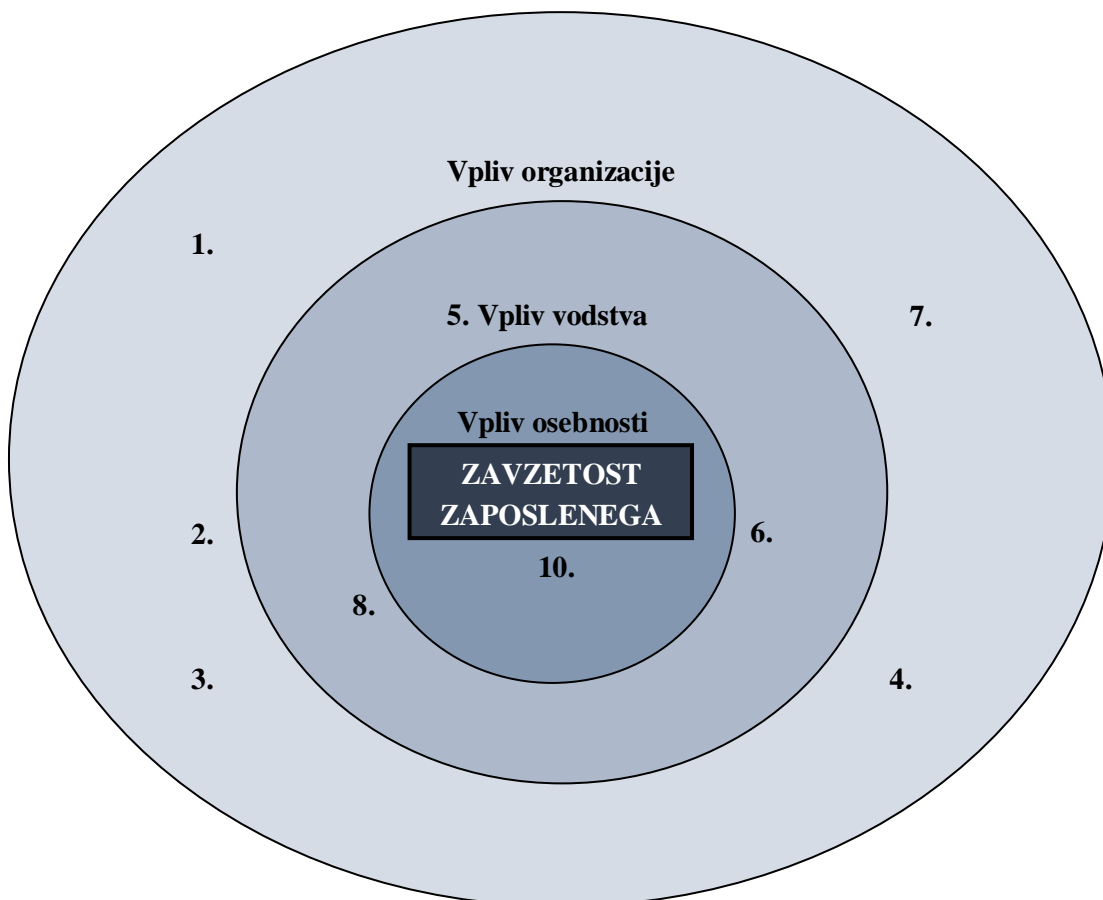 Vpliv organizacije
1.
5. Vpliv vodstva
7.
Vpliv osebnosti
ZAVZETOST
ZAPOSLENEGA
2.
6.
10.
8.
3.
4.